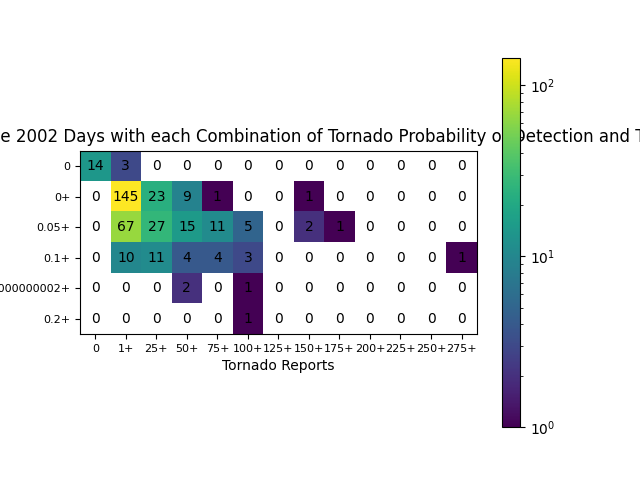 e 2002 Days with each Combination of Tornado Probability of Detection and T
0 14 3 0 0 0 0 0 0 0 0 0 0 0
0+ 0 145 23 9 1 0 0 1 0 0 0 0 0
0.05+ 0 67 27 15 11 5 0 2 1 0 0 0 0
0.1+ 0 10 11 4 4 3 0 0 0 0 0 0 1
000000002+ 0 0 0 2 0 1 0 0 0 0 0 0 0
0.2+ 0 0 0 0 0 1 0 0 0 0 0 0 0
0 1+ 25+ 50+ 75+ 100+ 125+ 150+ 175+ 200+ 225+ 250+ 275+
Tornado Reports
10²
10¹
10⁰